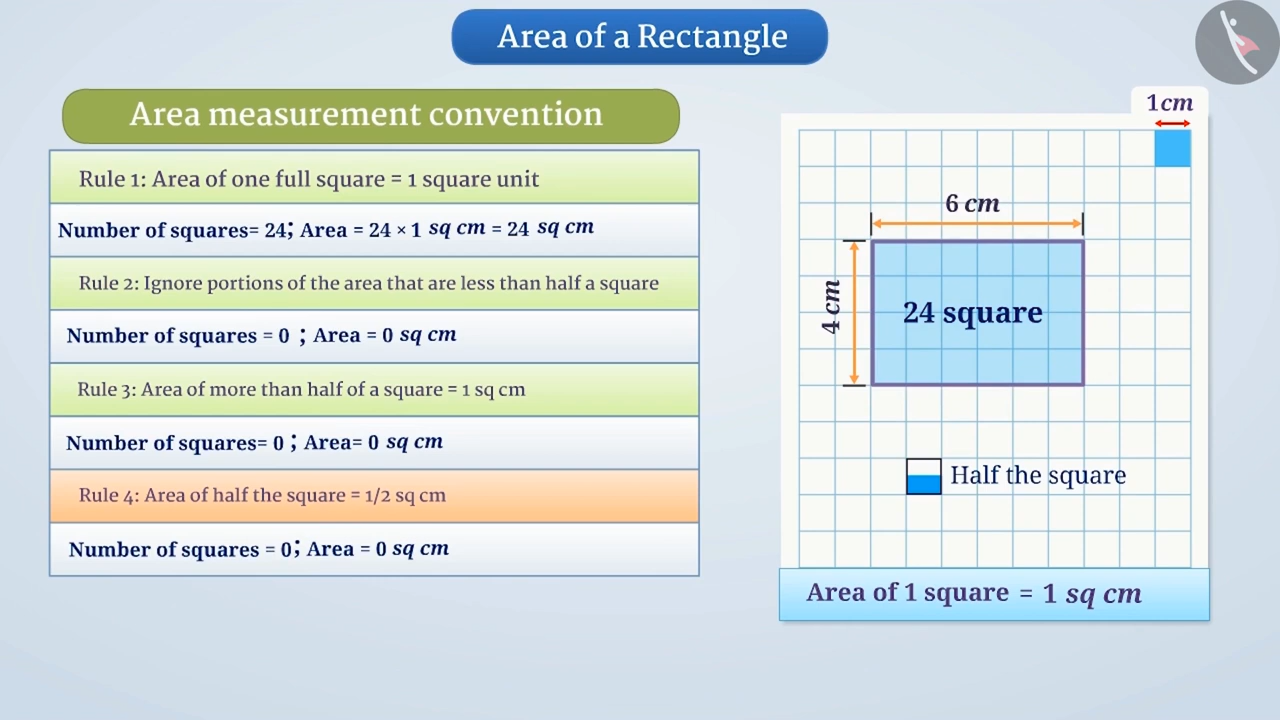 Area of a Rectangle
Area measurement convention
Rule 1: Area of one full square = 1 square unit
Number of squares= 24; Area = 24 × 1 sq cm = 24 sq cm
Rule 2: Ignore portions of the area that are less than half a square
Number of squares = 0 ; Area = 0 sq cm
Rule 3: Area of more than half of a square = 1 sq cm
Number of squares= 0 ; Area= 0 sq cm
Rule 4: Area of half the square = 1/2 sq cm
Number of squares = 0; Area = 0 sq cm
1cm
6 cm
4 cm
24 square
Half the square
Area of 1 square = 1 sq cm